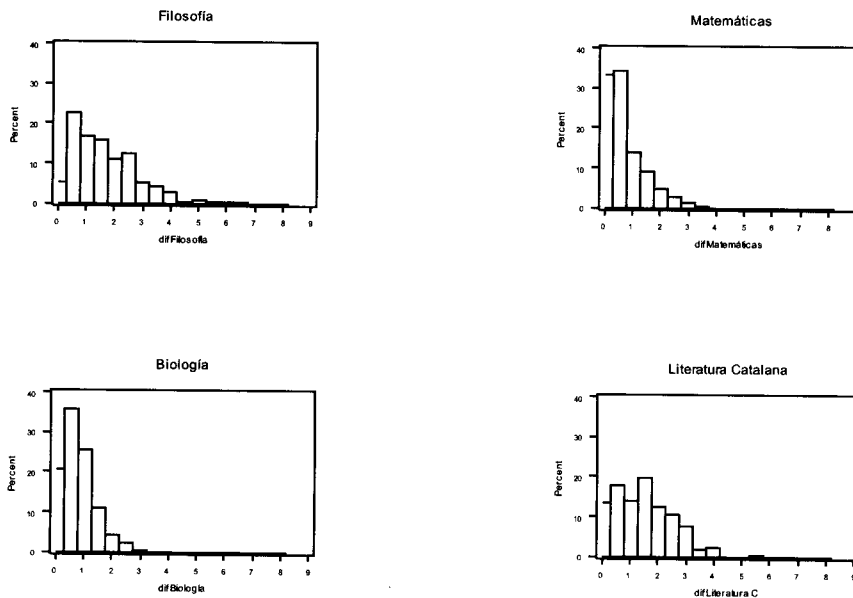 Filosofía
40
30
20
10
0
Percent
0 1 2 3 4 5 6 7 8 9
difFilosofía
Matemáticas
40
30
20
10
0
Percent
0 1 2 3 4 5 6 7 8
difMatemáticas
Biología
40
30
20
10
0
Percent
0 1 2 3 4 5 6 7 8 9
difBiología
Literatura Catalana
40
30
20
10
0
Percent
0 1 2 3 4 5 6 7 8 9
difLiteratura C